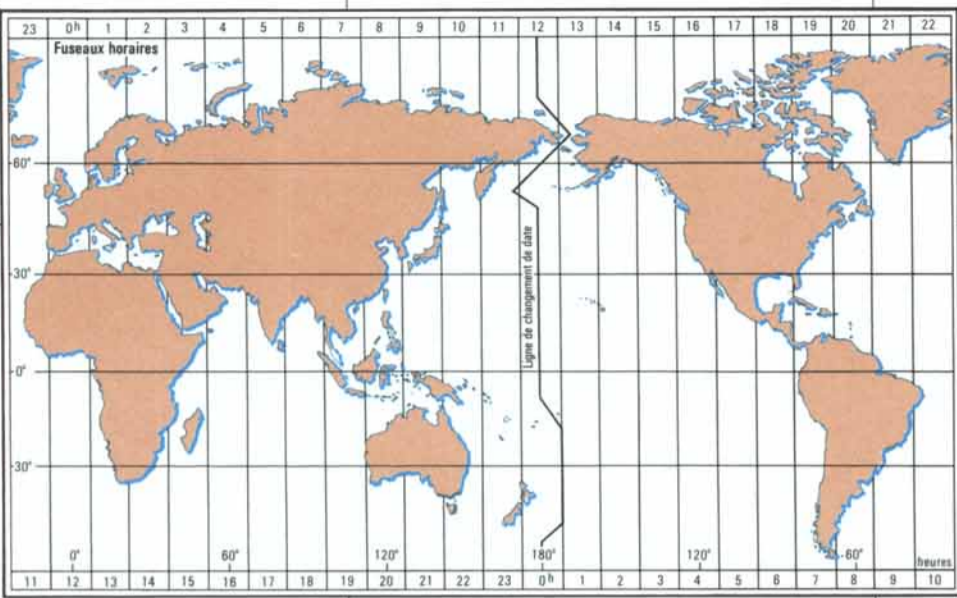 23 0h 1 2 3 4 5 6 7 8 9 10 11 12 13 14 15 16 17 18 19 20 21 22
Fuseaux horaires
60°
30°
Ligne de changement de date
0°
30°
0° 60° 120° 180° 120° 60° heures
11 12 13 14 15 16 17 18 19 20 21 22 23 0h 1 2 3 4 5 6 7 8 9 10